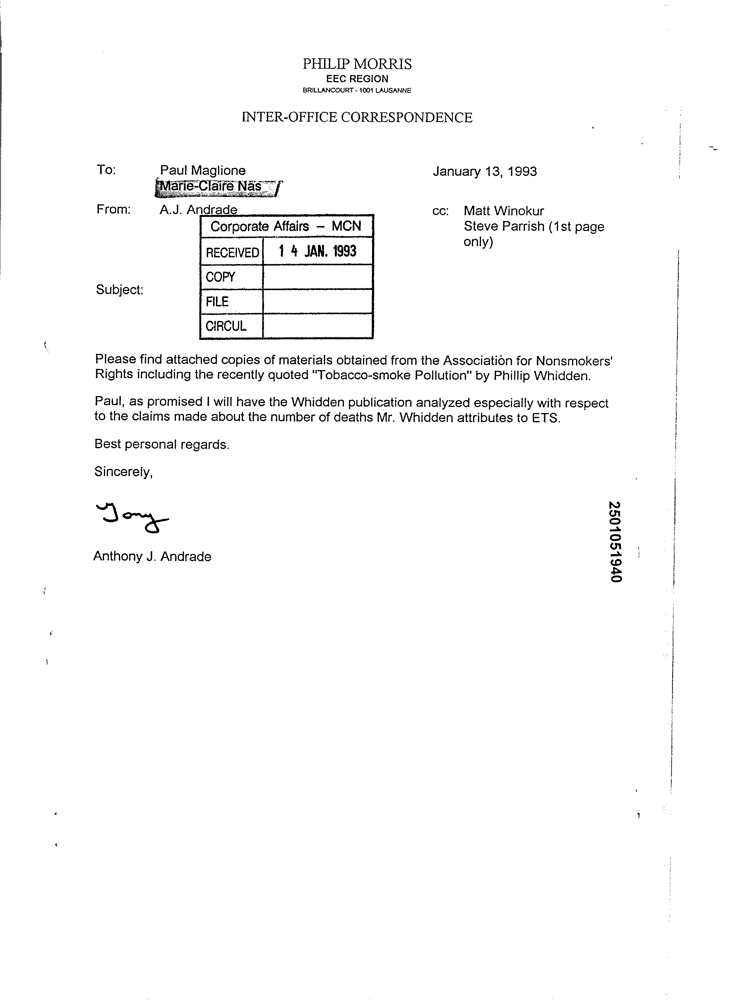 PHILIP MORRIS
EEC REGION
BRILLANCOURT - 1001 LAUSANNE
INTER-OFFICE CORRESPONDENCE
To: Paul Maglione January 13, 1993
Marie-Claire Näs
From: A.J. Andrade cc: Matt Winokur
Steve Parrish (1st page
only)
Corporate Affairs – MCN
RECEIVED 1 4 JAN. 1993
COPY
Subject:
FILE
CIRCUL
Please find attached copies of materials obtained from the Association for Nonsmokers'
Rights including the recently quoted "Tobacco-smoke Pollution" by Phillip Whidden.
Paul, as promised I will have the Whidden publication analyzed especially with respect
to the claims made about the number of deaths Mr. Whidden attributes to ETS.
Best personal regards.
Sincerely,
Tony
Anthony J. Andrade
2501051940